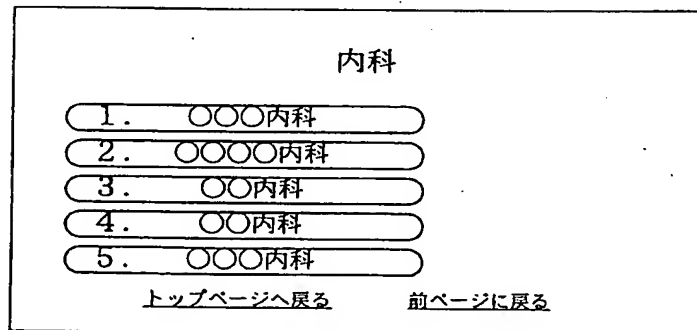 内科
1. ○○○内科
2. ○○○○内科
3. ○○内科
4. ○○内科
5. ○○○内科
トップページへ戻る 前ページに戻る